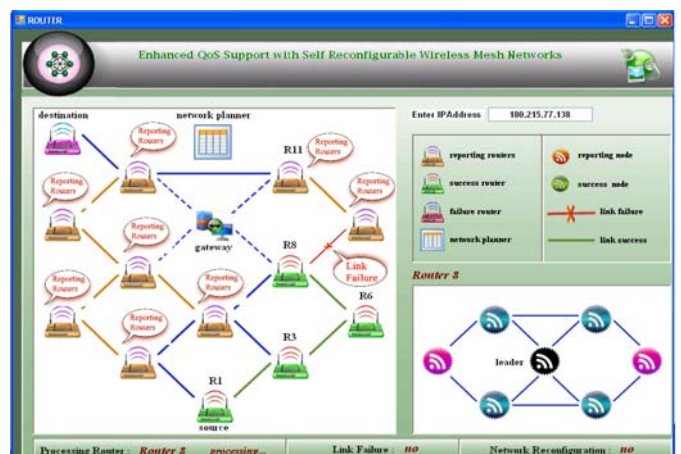 ROUTER
Enhanced QoS Support with Self Reconfigurable Wireless Mesh Networks
destination
network planner
Reporting Routers
R11
Reporting Routers
Reporting Routers
Reporting Routers
gateway
Reporting Routers
R8
Link Failure
Reporting Routers
Reporting Routers
R6
Reporting Routers
R3
R1
source
Enter IPAddress 180.215.77.138
reporting routers
reporting node
success router
success node
failure router
link failure
network planner
link success
Router 8
leader
Processing Router : Router 8 processing...
Link Failure : no
Network Reconfiguration : no